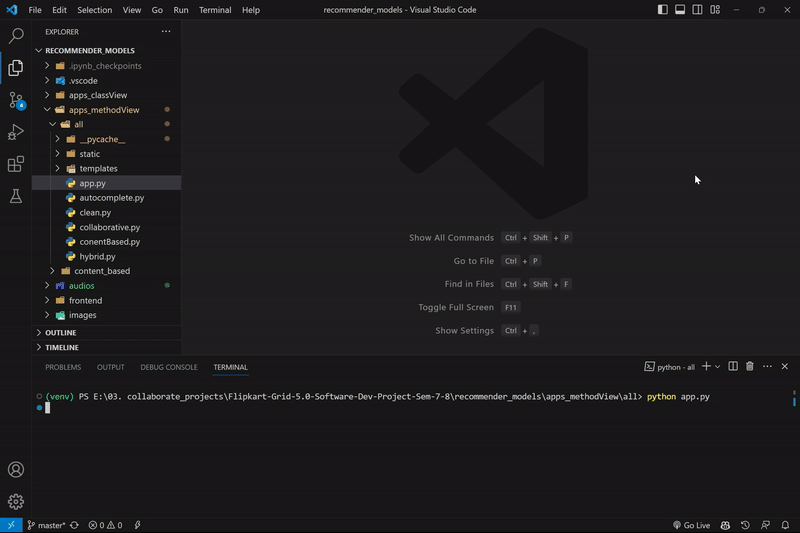 File Edit Selection View Go Run Terminal Help
recommender_models - Visual Studio Code
EXPLORER
RECOMMENDER_MODELS
.ipynb_checkpoints
.vscode
apps_classView
apps_methodView
all
__pycache__
static
templates
app.py
autocomplete.py
clean.py
collaborative.py
conentBased.py
hybrid.py
content_based
audios
frontend
images
OUTLINE
TIMELINE
4
Show All Commands Ctrl + Shift + P
Go to File Ctrl + P
Find in Files Ctrl + Shift + F
Toggle Full Screen F11
Show Settings Ctrl + ,
PROBLEMS OUTPUT DEBUG CONSOLE TERMINAL
python - all
(venv) PS E:\03. collaborate_projects\Flipkart-Grid-5.0-Software-Dev-Project-Sem-7-8\recommender_models\apps_methodView\all> python app.py
master* 0 0
Go Live